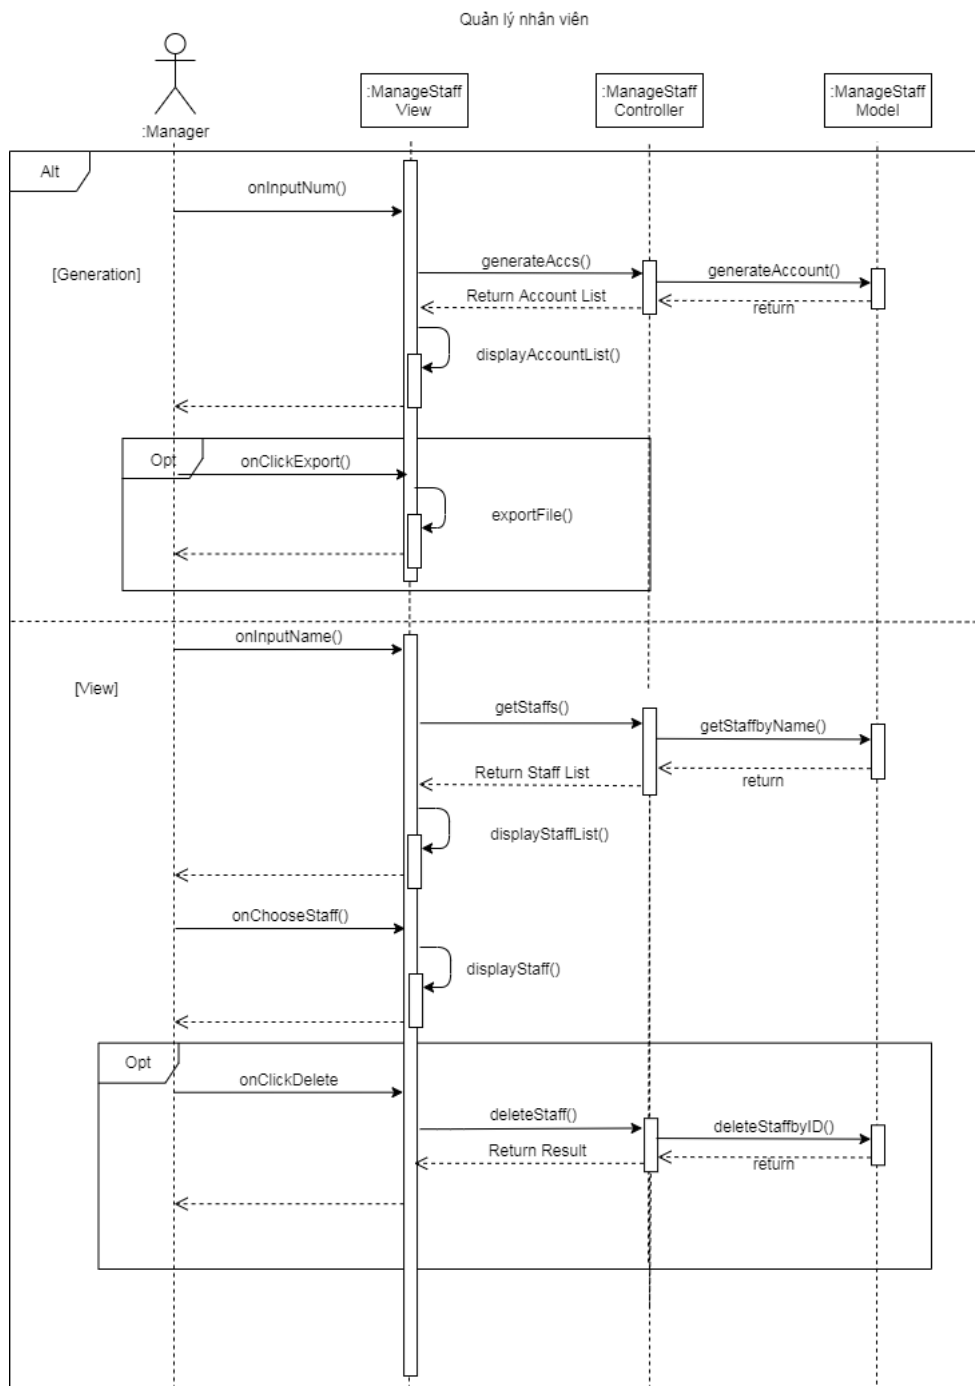 Quản lý nhân viên
:Manager
:ManageStaff
View
:ManageStaff
Controller
:ManageStaff
Model
Alt
onInputNum()
[Generation]
generateAccs()
generateAccount()
Return Account List
return
displayAccountList()
Opt
onClickExport()
exportFile()
onInputName()
[View]
getStaffs()
getStaffbyName()
Return Staff List
return
displayStaffList()
onChooseStaff()
displayStaff()
Opt
onClickDelete
deleteStaff()
deleteStaffbyID()
Return Result
return